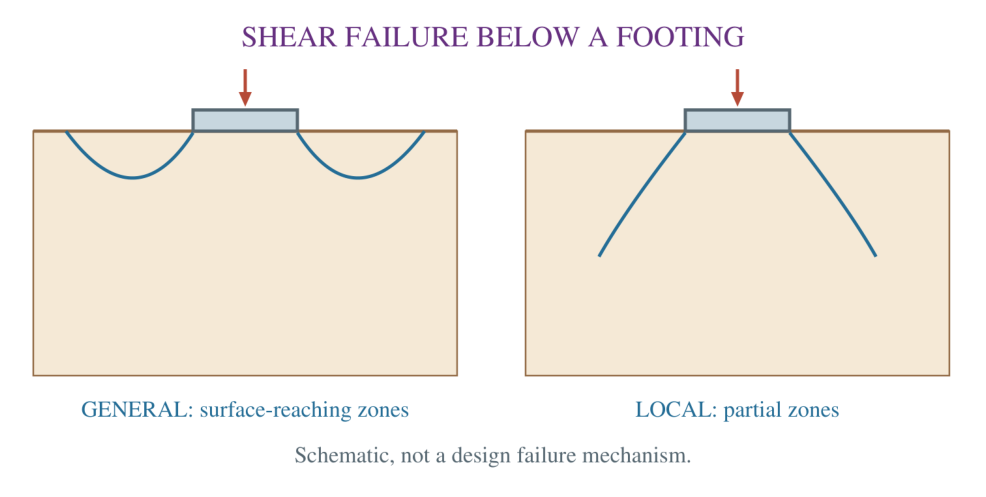 SHEAR FAILURE BELOW A FOOTING
GENERAL: surface-reaching zones
LOCAL: partial zones
Schematic, not a design failure mechanism.